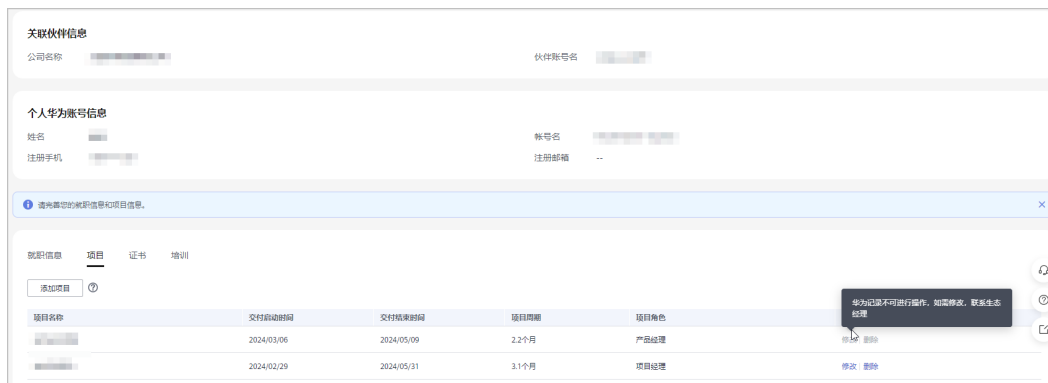 关联伙伴信息
公司名称 伙伴账号名
个人华为账号信息
姓名 帐号名
注册手机 注册邮箱 --
请完善您的就职信息和项目信息。
就职信息 项目 证书 培训
添加项目
华为记录不可进行操作，如需修改，联系生态
经理
项目名称 交付启动时间 交付结束时间 项目周期 项目角色
2024/03/06 2024/05/09 2.2个月 产品经理 修改 删除
2024/02/29 2024/05/31 3.1个月 项目经理 修改 删除